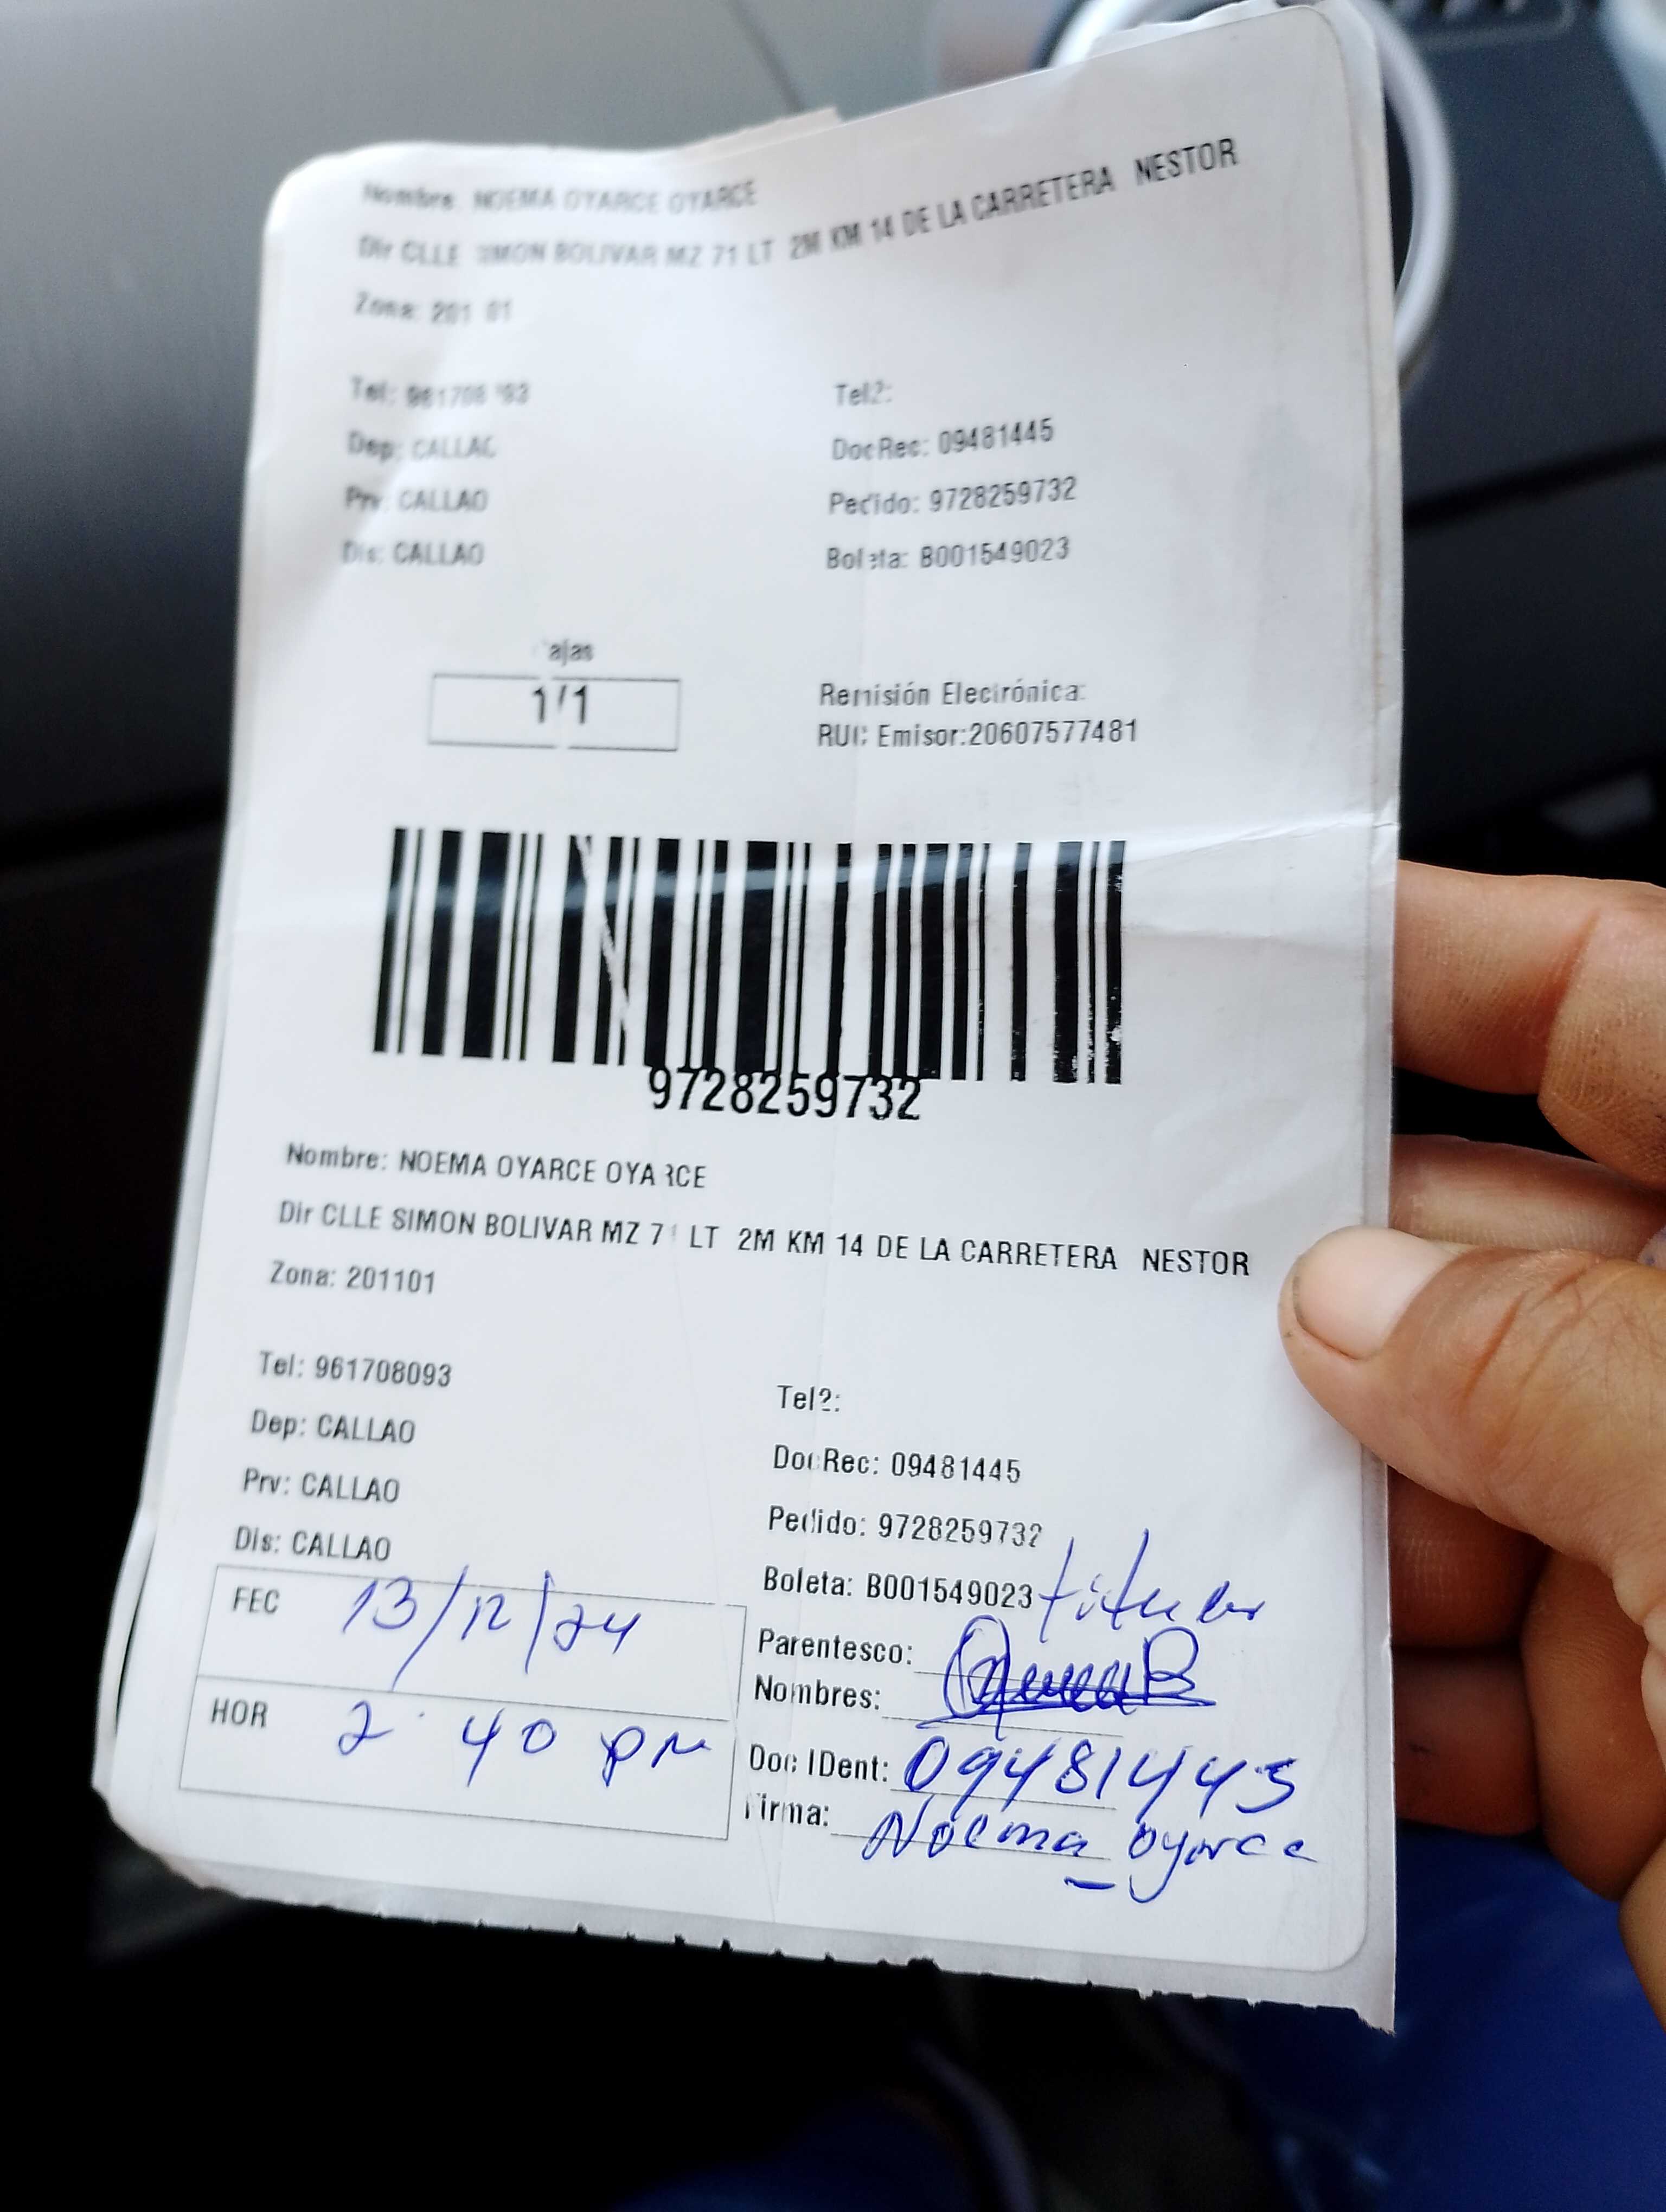 Nombre: NOEMA OYARCE OYARCE
Dir CLLE SIMON BOLIVAR MZ 71 LT 2M KM 14 DE LA CARRETERA NESTOR
Zona: 201 01
Tel: 961708 93 Tel2:
Dep: CALLAO DocRec: 09481445
Prv: CALLAO Pedido: 9728259732
Dis: CALLAO Boleta: B001549023
ajas
1/1
Remisión Electrónica:
RUC Emisor:20607577481
9728259732
Nombre: NOEMA OYARCE OYARCE
Dir CLLE SIMON BOLIVAR MZ 7 LT 2M KM 14 DE LA CARRETERA NESTOR
Zona: 201101
Tel: 961708093 Tel2:
Dep: CALLAO DocRec: 09481445
Prv: CALLAO Pedido: 9728259732
Dis: CALLAO Boleta: B001549023 titular
FEC 13/12/24 Parentesco:
Nombres:
HOR 2 40 pm Doc IDent: 09481445
Firma: Noema oyarce